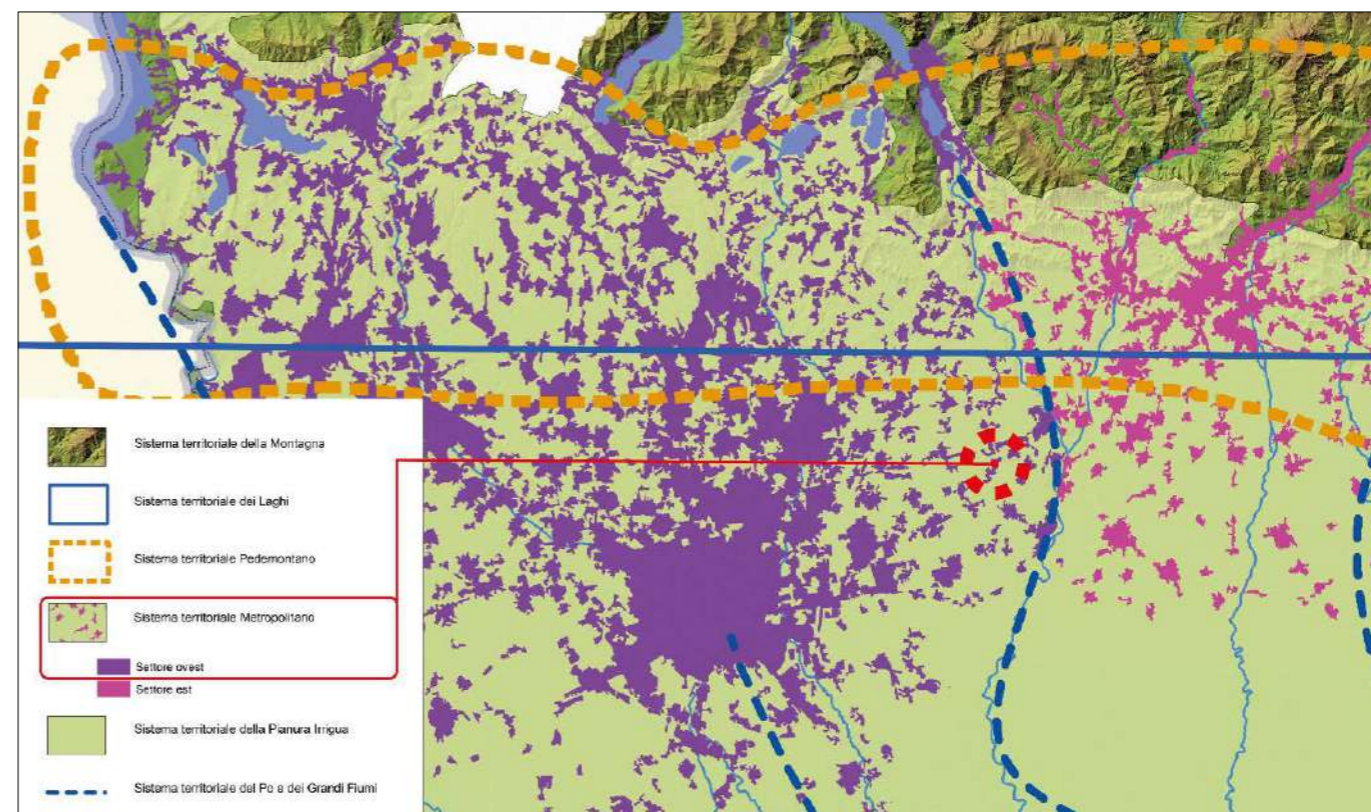 Sistema territoriale della Montagna
Sistema territoriale dei Laghi
Sistema territoriale Pedemontano
Sistema territoriale Metropolitano
Settore ovest
Settore est
Sistema territoriale della Pianura Irrigua
Sistema territoriale del Po e dei Grandi Fiumi